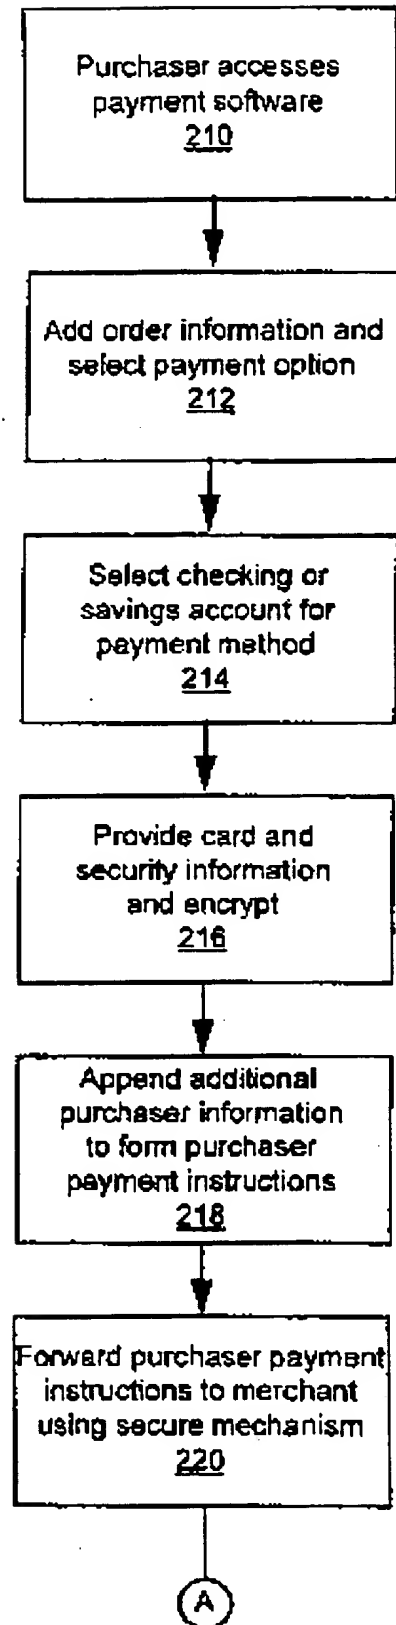 Purchaser accesses
payment software
210
Add order information and
select payment option
212
Select checking or
savings account for
payment method
214
Provide card and
security information
and encrypt
216
Append additional
purchaser information
to form purchaser
payment instructions
218
Forward purchaser payment
instructions to merchant
using secure mechanism
220
A